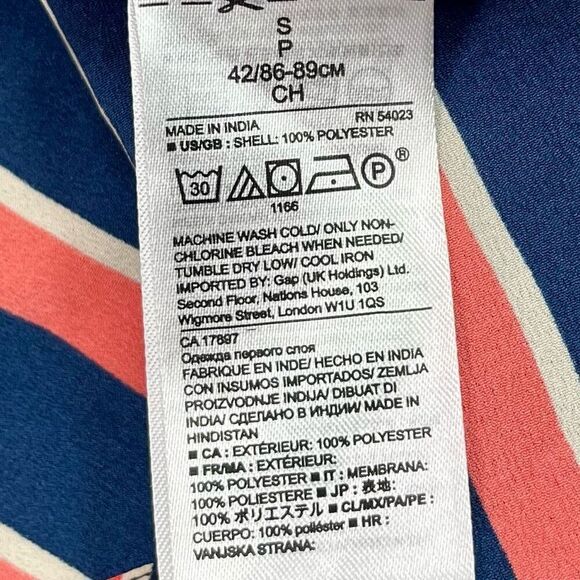 S
P
42/86-89CM
CH
MADE IN INDIA RN 54023
■ US/GB : SHELL: 100% POLYESTER
30 P ®
1166
MACHINE WASH COLD/ ONLY NON-
CHLORINE BLEACH WHEN NEEDED/
TUMBLE DRY LOW/ COOL IRON
IMPORTED BY: Gap (UK Holdings) Ltd.
Second Floor, Nations House, 103
Wigmore Street, London W1U 1QS
CA 17897
Одежда первого слоя
FABRIQUE EN INDE/ HECHO EN INDIA
CON INSUMOS IMPORTADOS/ ZEMLJA
PROIZVODNJE INDIJA/ DIBUAT DI
INDIA/ СДЕЛАНО В ИНДИИ/ MADE IN
HINDISTAN
■ CA : EXTÉRIEUR: 100% POLYESTER
■ FR/MA : EXTÉRIEUR:
100% POLYESTER ■ IT : MEMBRANA:
100% POLIESTERE ■ JP : 表地:
100% ポリエステル ■ CL/MX/PA/PE :
CUERPO: 100% poliéster ■ HR :
VANJSKA STRANA: